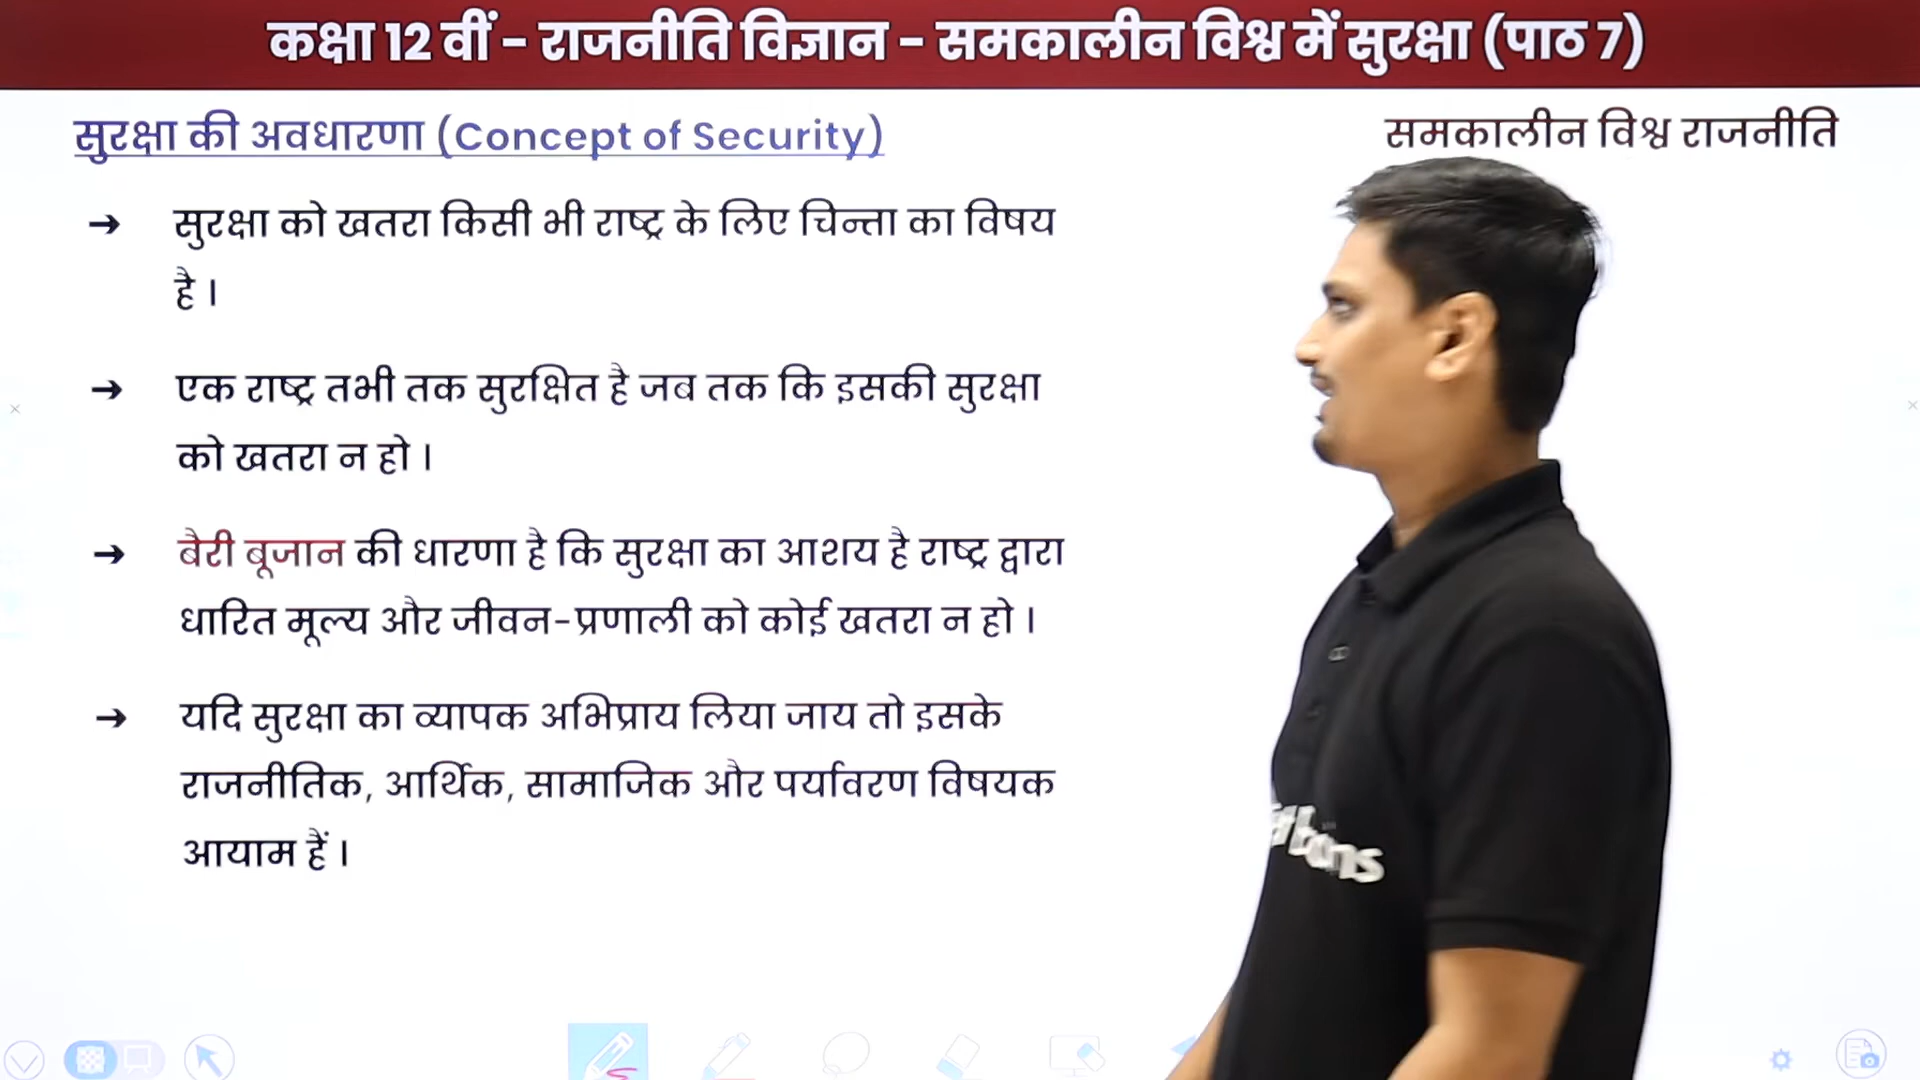 कक्षा 12 वीं - राजनीति विज्ञान - समकालीन विश्व में सुरक्षा (पाठ 7)
सुरक्षा की अवधारणा (Concept of Security)
समकालीन विश्व राजनीति
→ सुरक्षा को खतरा किसी भी राष्ट्र के लिए चिन्ता का विषय
है ।
→ एक राष्ट्र तभी तक सुरक्षित है जब तक कि इसकी सुरक्षा
को खतरा न हो ।
→ बैरी बूजान की धारणा है कि सुरक्षा का आशय है राष्ट्र द्वारा
धारित मूल्य और जीवन-प्रणाली को कोई खतरा न हो ।
→ यदि सुरक्षा का व्यापक अभिप्राय लिया जाय तो इसके
राजनीतिक, आर्थिक, सामाजिक और पर्यावरण विषयक
आयाम हैं ।